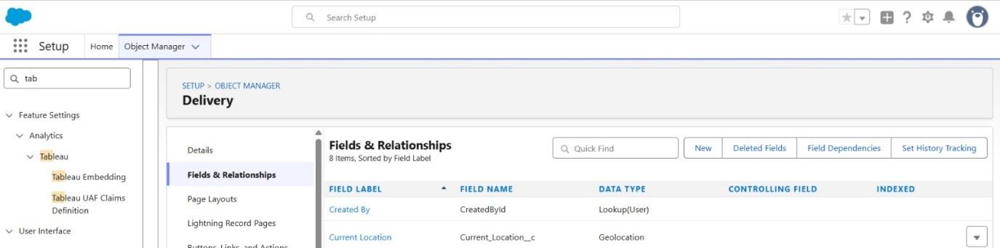 Search Setup
Setup Home Object Manager
tab
SETUP > OBJECT MANAGER
Delivery
Feature Settings
Analytics
Tableau
Tableau Embedding
Tableau UAF Claims
Definition
User Interface
Details
Fields & Relationships
Page Layouts
Lightning Record Pages
Buttons, Links, and Actions
Fields & Relationships
8 Items, Sorted by Field Label
Quick Find
New Deleted Fields Field Dependencies Set History Tracking
FIELD LABEL FIELD NAME DATA TYPE CONTROLLING FIELD INDEXED
Created By CreatedById Lookup(User)
Current Location Current_Location__c Geolocation